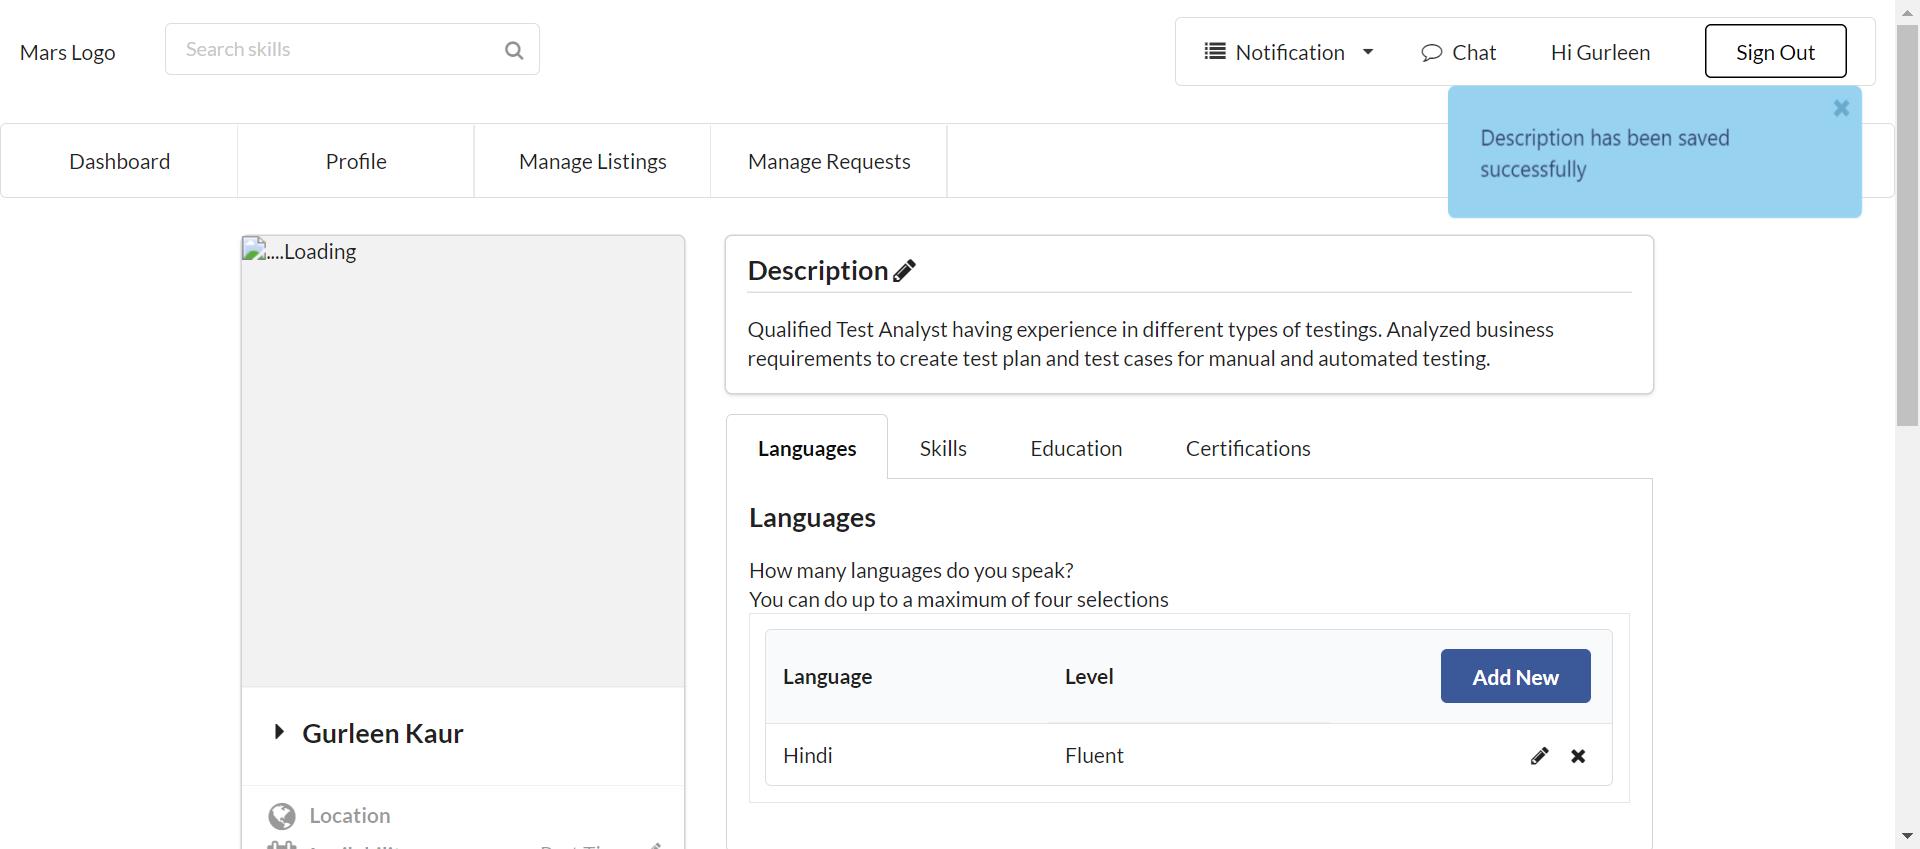 Mars Logo
Search skills
Notification
Chat
Hi Gurleen
Sign Out
Description has been saved
successfully
Dashboard
Profile
Manage Listings
Manage Requests
....Loading
Gurleen Kaur
Location
Description
Qualified Test Analyst having experience in different types of testings. Analyzed business
requirements to create test plan and test cases for manual and automated testing.
Languages
Skills
Education
Certifications
Languages
How many languages do you speak?
You can do up to a maximum of four selections
Language
Level
Add New
Hindi
Fluent